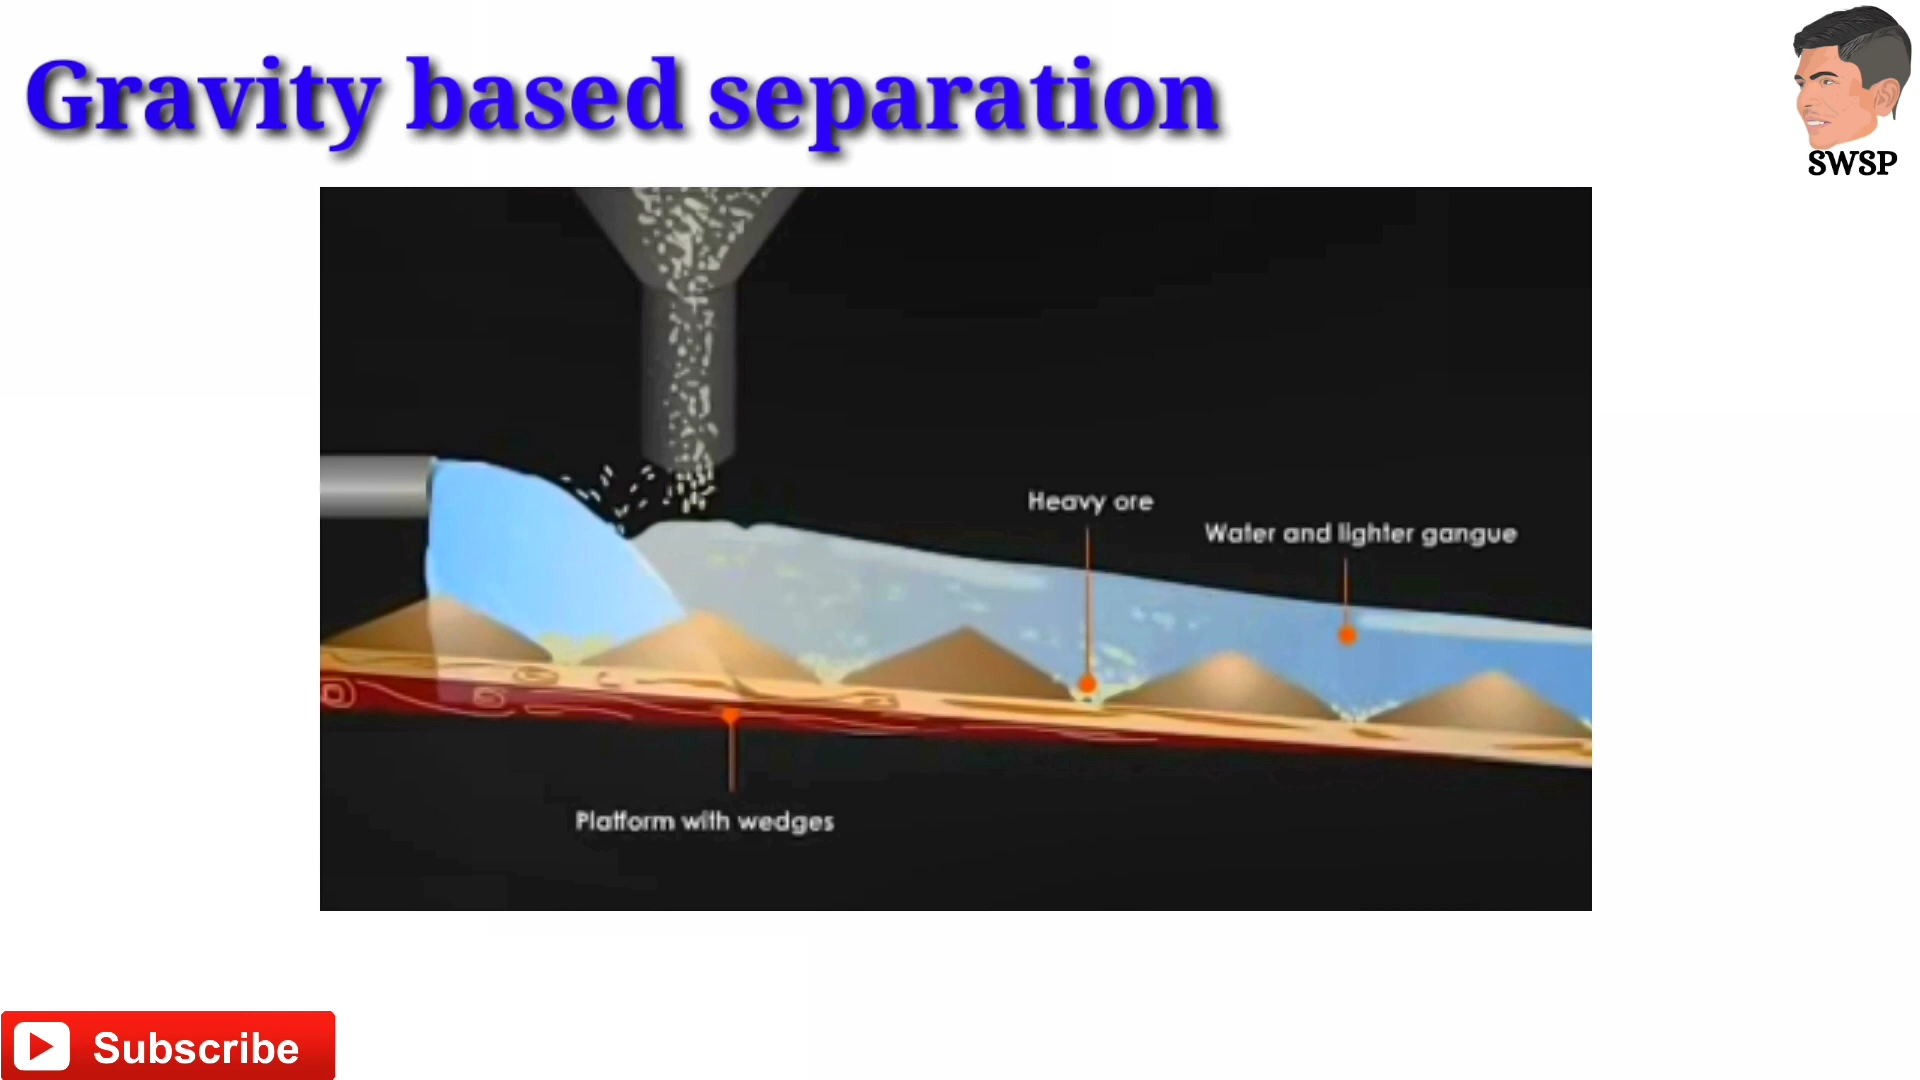 Gravity based separation
SWSP
Heavy ore
Water and lighter gangue
Platform with wedges
Subscribe